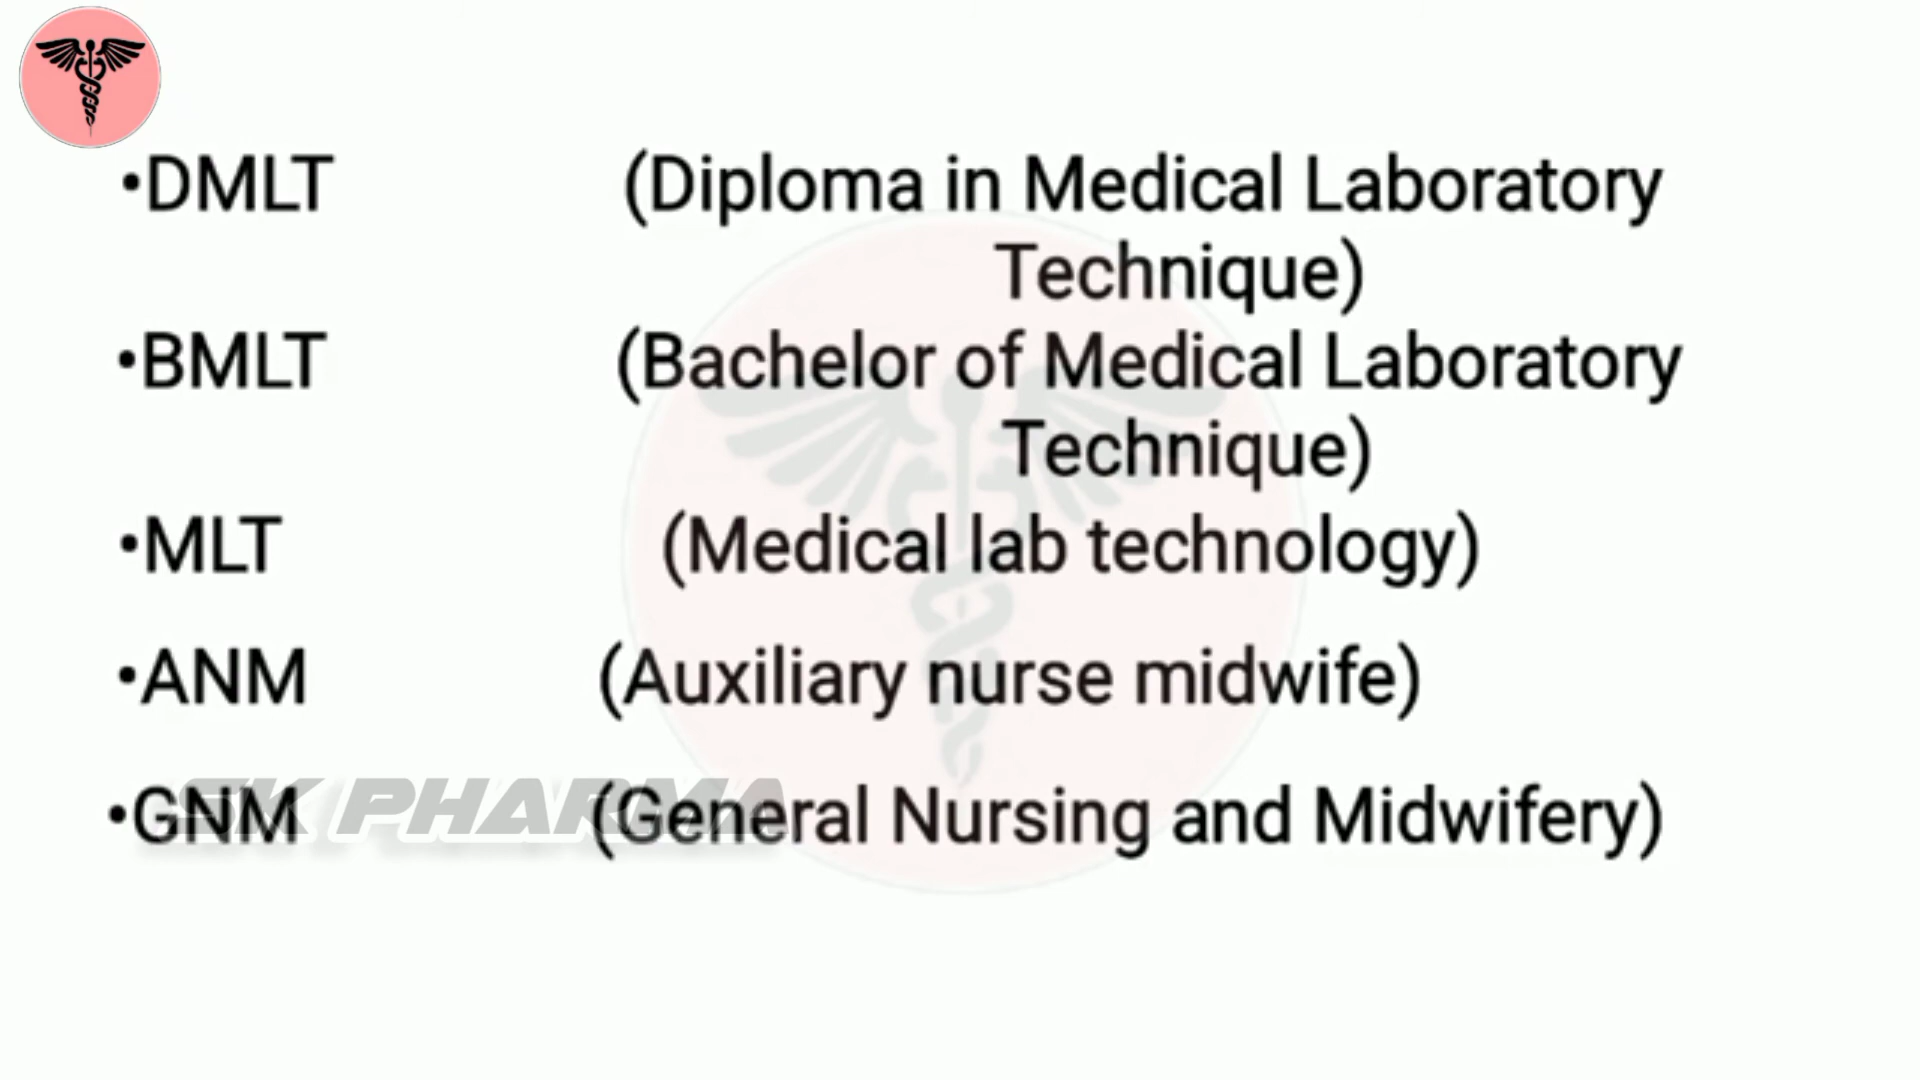 •DMLT (Diploma in Medical Laboratory
Technique)
•BMLT (Bachelor of Medical Laboratory
Technique)
•MLT (Medical lab technology)
•ANM (Auxiliary nurse midwife)
•GNM (General Nursing and Midwifery)
SK PHARMA